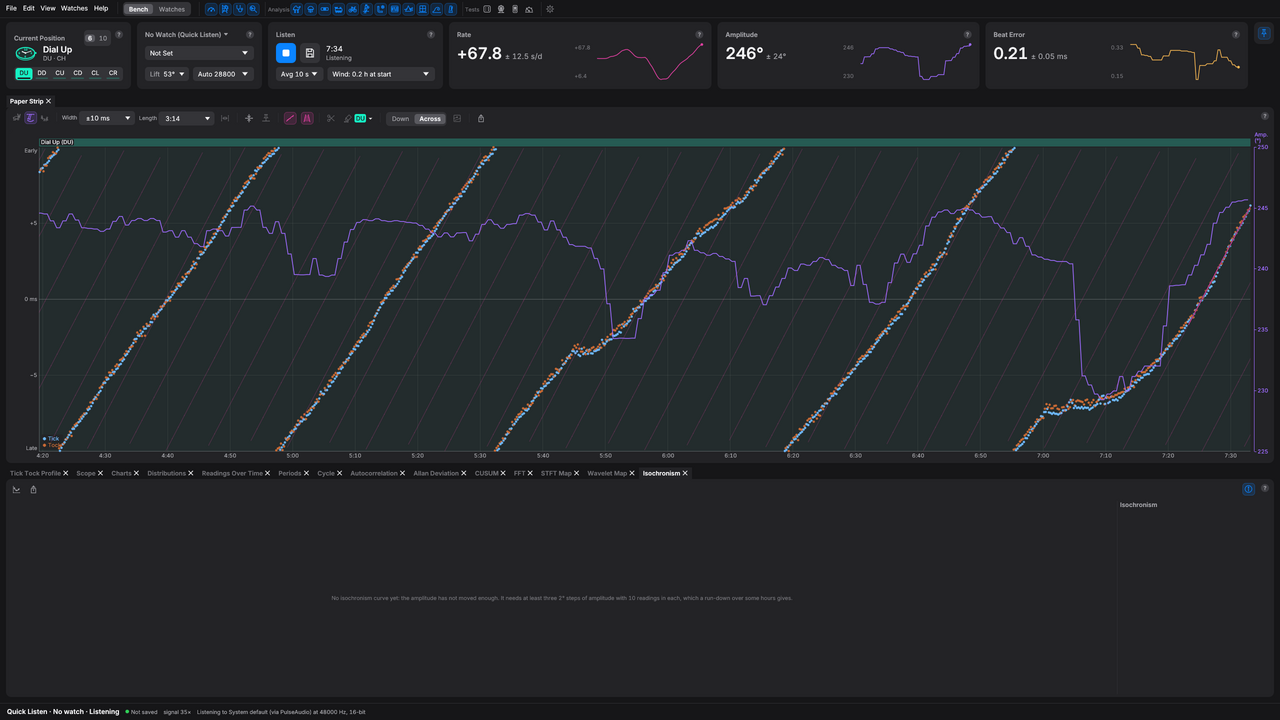 File Edit View Watches Help
Bench Watches
Analysis
Tests
Current Position
6 10
Dial Up
DU · CH
DU DD CU CD CL CR
No Watch (Quick Listen)
Not Set
Lift 53°
Auto 28800
Listen
7:34
Listening
Avg 10 s
Wind: 0.2 h at start
Rate
+67.8 ± 12.5 s/d
+67.8
+6.4
Amplitude
246° ± 24°
246
230
Beat Error
0.21 ± 0.05 ms
0.33
0.15
Paper Strip
Width ±10 ms
Length 3:14
DU
Down Across
Dial Up (DU)
Amp. (°)
Early
+5
0 ms
−5
Late
250
245
240
235
230
225
Tick
Tock
4:20 4:30 4:40 4:50 5:00 5:10 5:20 5:30 5:40 5:50 6:00 6:10 6:20 6:30 6:40 6:50 7:00 7:10 7:20 7:30
Tick Tock Profile Scope Charts Distributions Readings Over Time Periods Cycle Autocorrelation Allan Deviation CUSUM FFT STFT Map Wavelet Map Isochronism
Isochronism
No isochronism curve yet: the amplitude has not moved enough. It needs at least three 2° steps of amplitude with 10 readings in each, which a run-down over some hours gives.
Quick Listen · No watch · Listening
Not saved
signal 35×
Listening to System default (via PulseAudio) at 48000 Hz, 16-bit